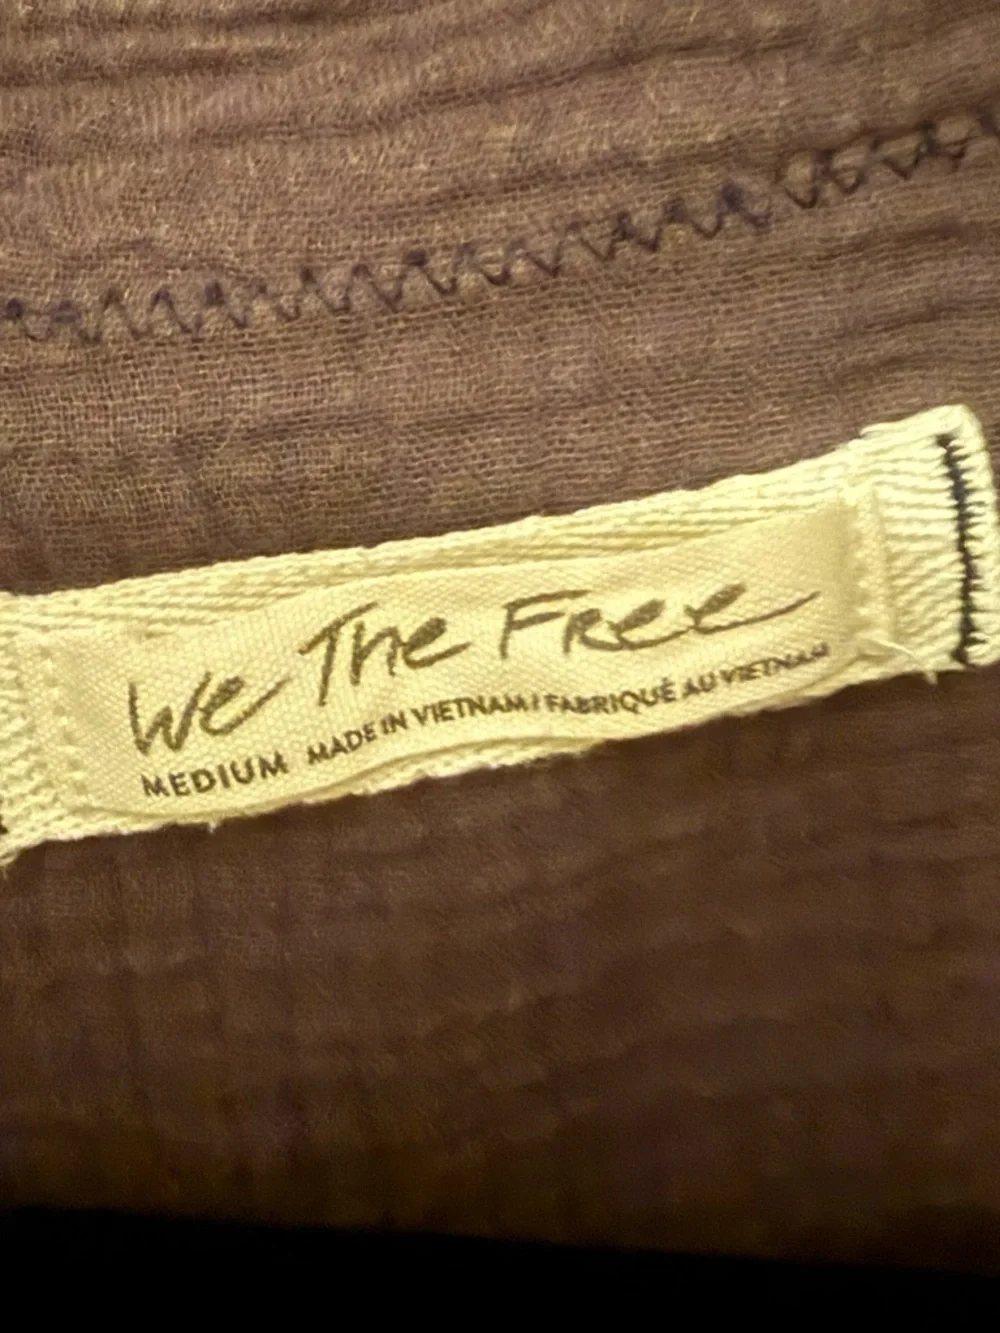 We The Free
MEDIUM MADE IN VIETNAM / FABRIQUÉ AU VIETNAM